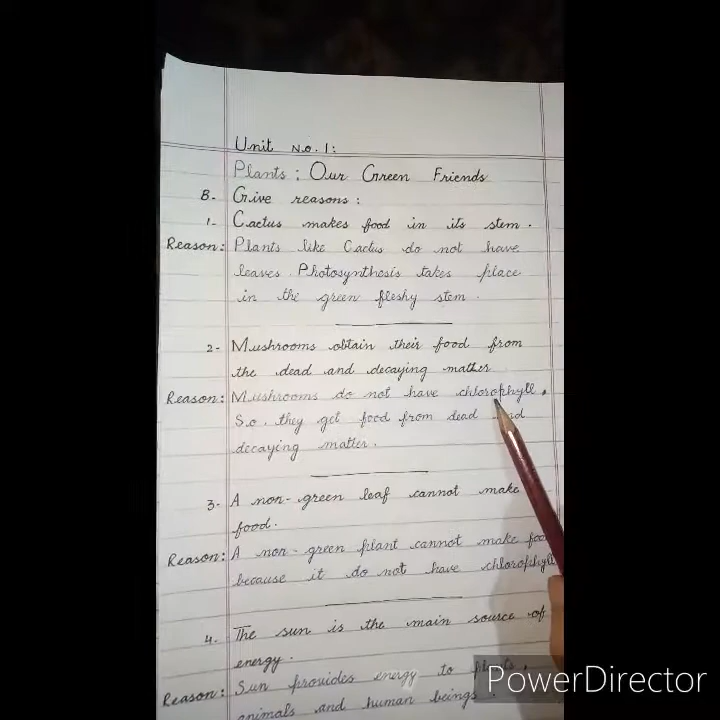 Unit No. 1:
Plants: Our Green Friends
B- Give reasons:
1- Cactus makes food in its stem.
Reason: Plants like Cactus do not have
leaves. Photosynthesis takes place
in the green fleshy stem.
2- Mushrooms obtain their food from
the dead and decaying matter
Reason: Mushrooms do not have chlorophyll.
So, they get food from dead and
decaying matter.
3- A non-green leaf cannot make
food.
Reason: A non-green plant cannot make foo
because it do not have chlorophyll
4- The sun is the main source of
energy.
Reason: Sun provides energy to plants,
animals and human beings.
PowerDirector